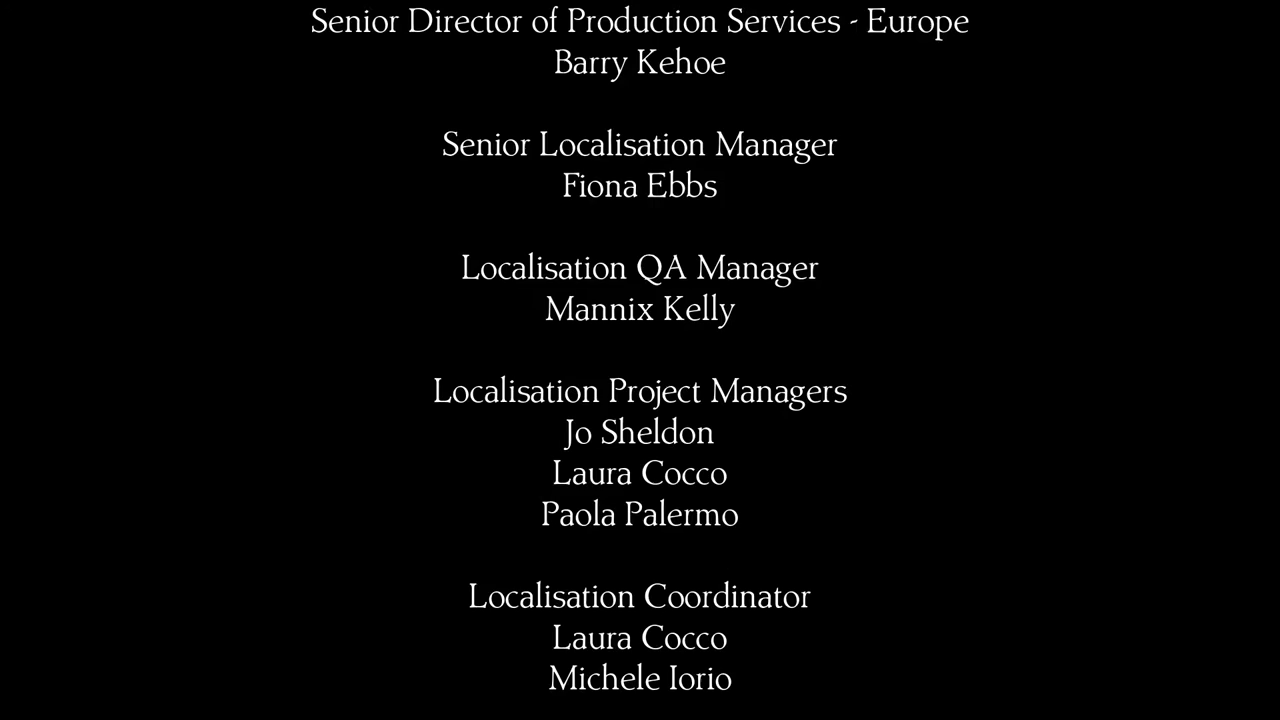 Senior Director of Production Services - Europe
Barry Kehoe
Senior Localisation Manager
Fiona Ebbs
Localisation QA Manager
Mannix Kelly
Localisation Project Managers
Jo Sheldon
Laura Cocco
Paola Palermo
Localisation Coordinator
Laura Cocco
Michele Iorio